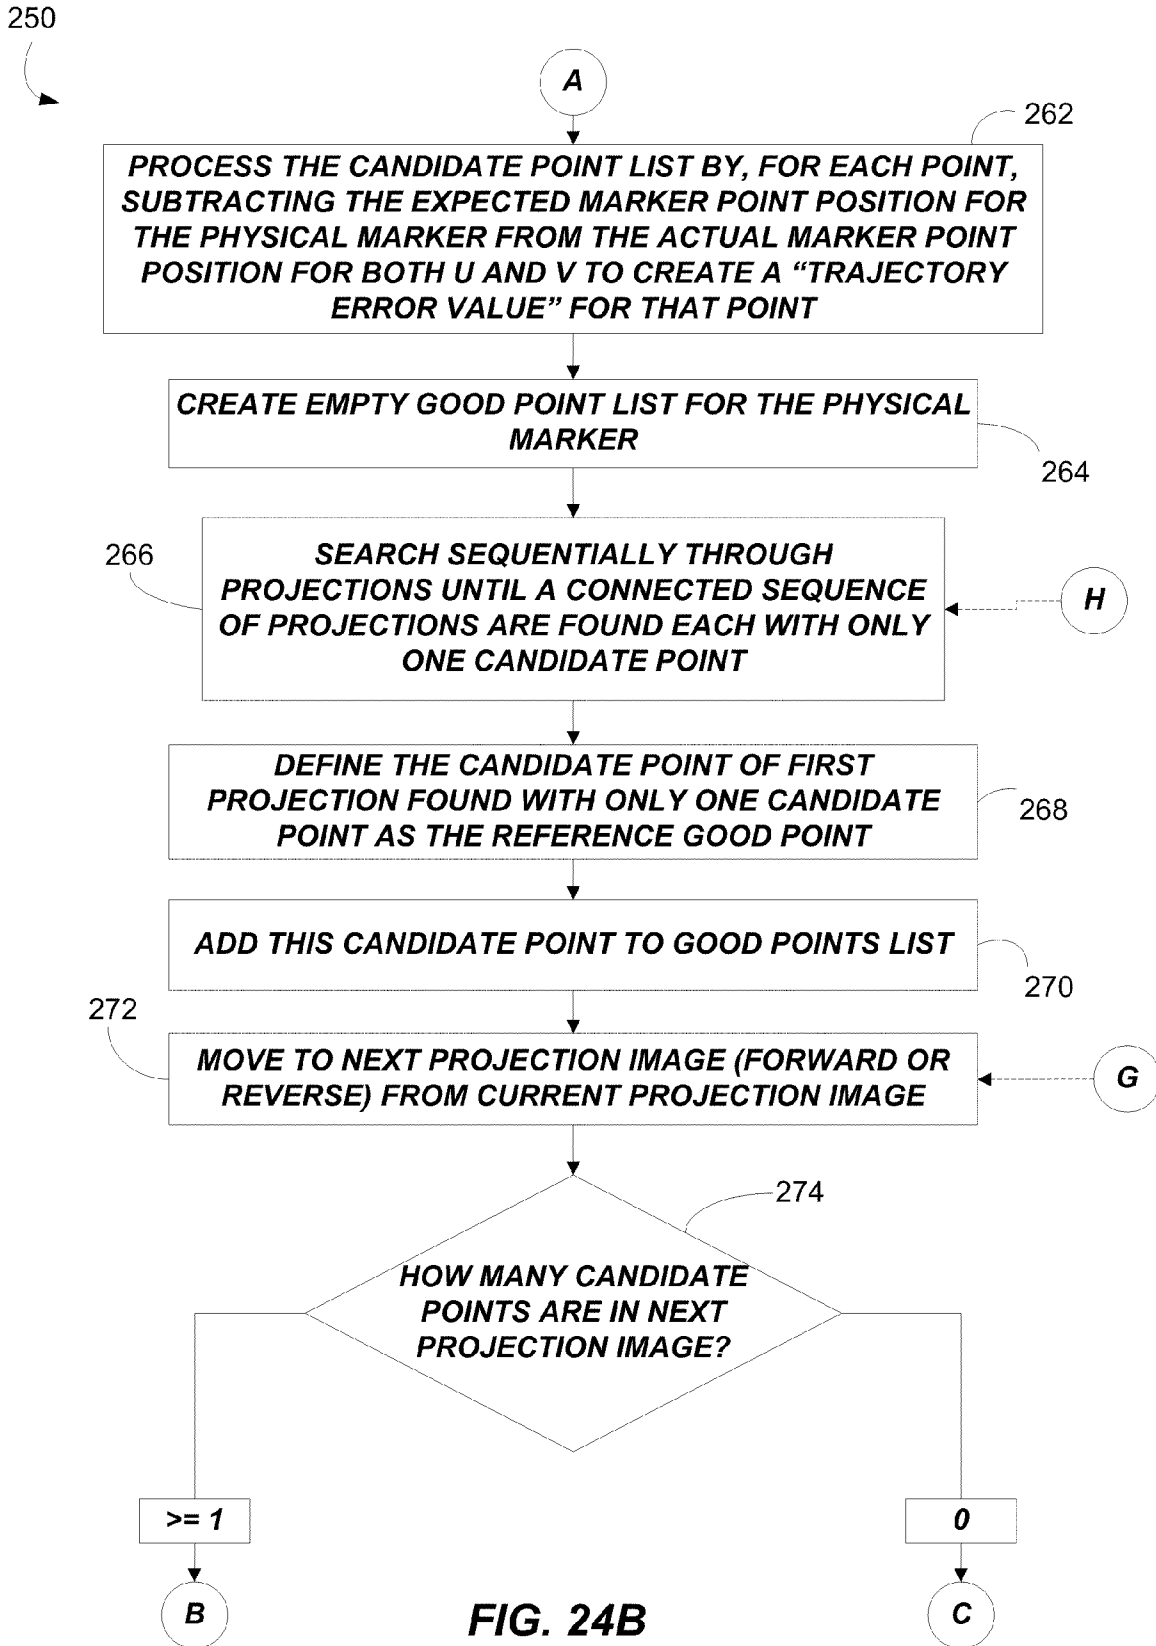 250
A
262
PROCESS THE CANDIDATE POINT LIST BY, FOR EACH POINT,
SUBTRACTING THE EXPECTED MARKER POINT POSITION FOR
THE PHYSICAL MARKER FROM THE ACTUAL MARKER POINT
POSITION FOR BOTH U AND V TO CREATE A “TRAJECTORY
ERROR VALUE” FOR THAT POINT
CREATE EMPTY GOOD POINT LIST FOR THE PHYSICAL
MARKER
264
266
SEARCH SEQUENTIALLY THROUGH
PROJECTIONS UNTIL A CONNECTED SEQUENCE
OF PROJECTIONS ARE FOUND EACH WITH ONLY
ONE CANDIDATE POINT
H
DEFINE THE CANDIDATE POINT OF FIRST
PROJECTION FOUND WITH ONLY ONE CANDIDATE
POINT AS THE REFERENCE GOOD POINT
268
ADD THIS CANDIDATE POINT TO GOOD POINTS LIST
270
272
MOVE TO NEXT PROJECTION IMAGE (FORWARD OR
REVERSE) FROM CURRENT PROJECTION IMAGE
G
274
HOW MANY CANDIDATE
POINTS ARE IN NEXT
PROJECTION IMAGE?
>= 1
0
B
C
FIG. 24B